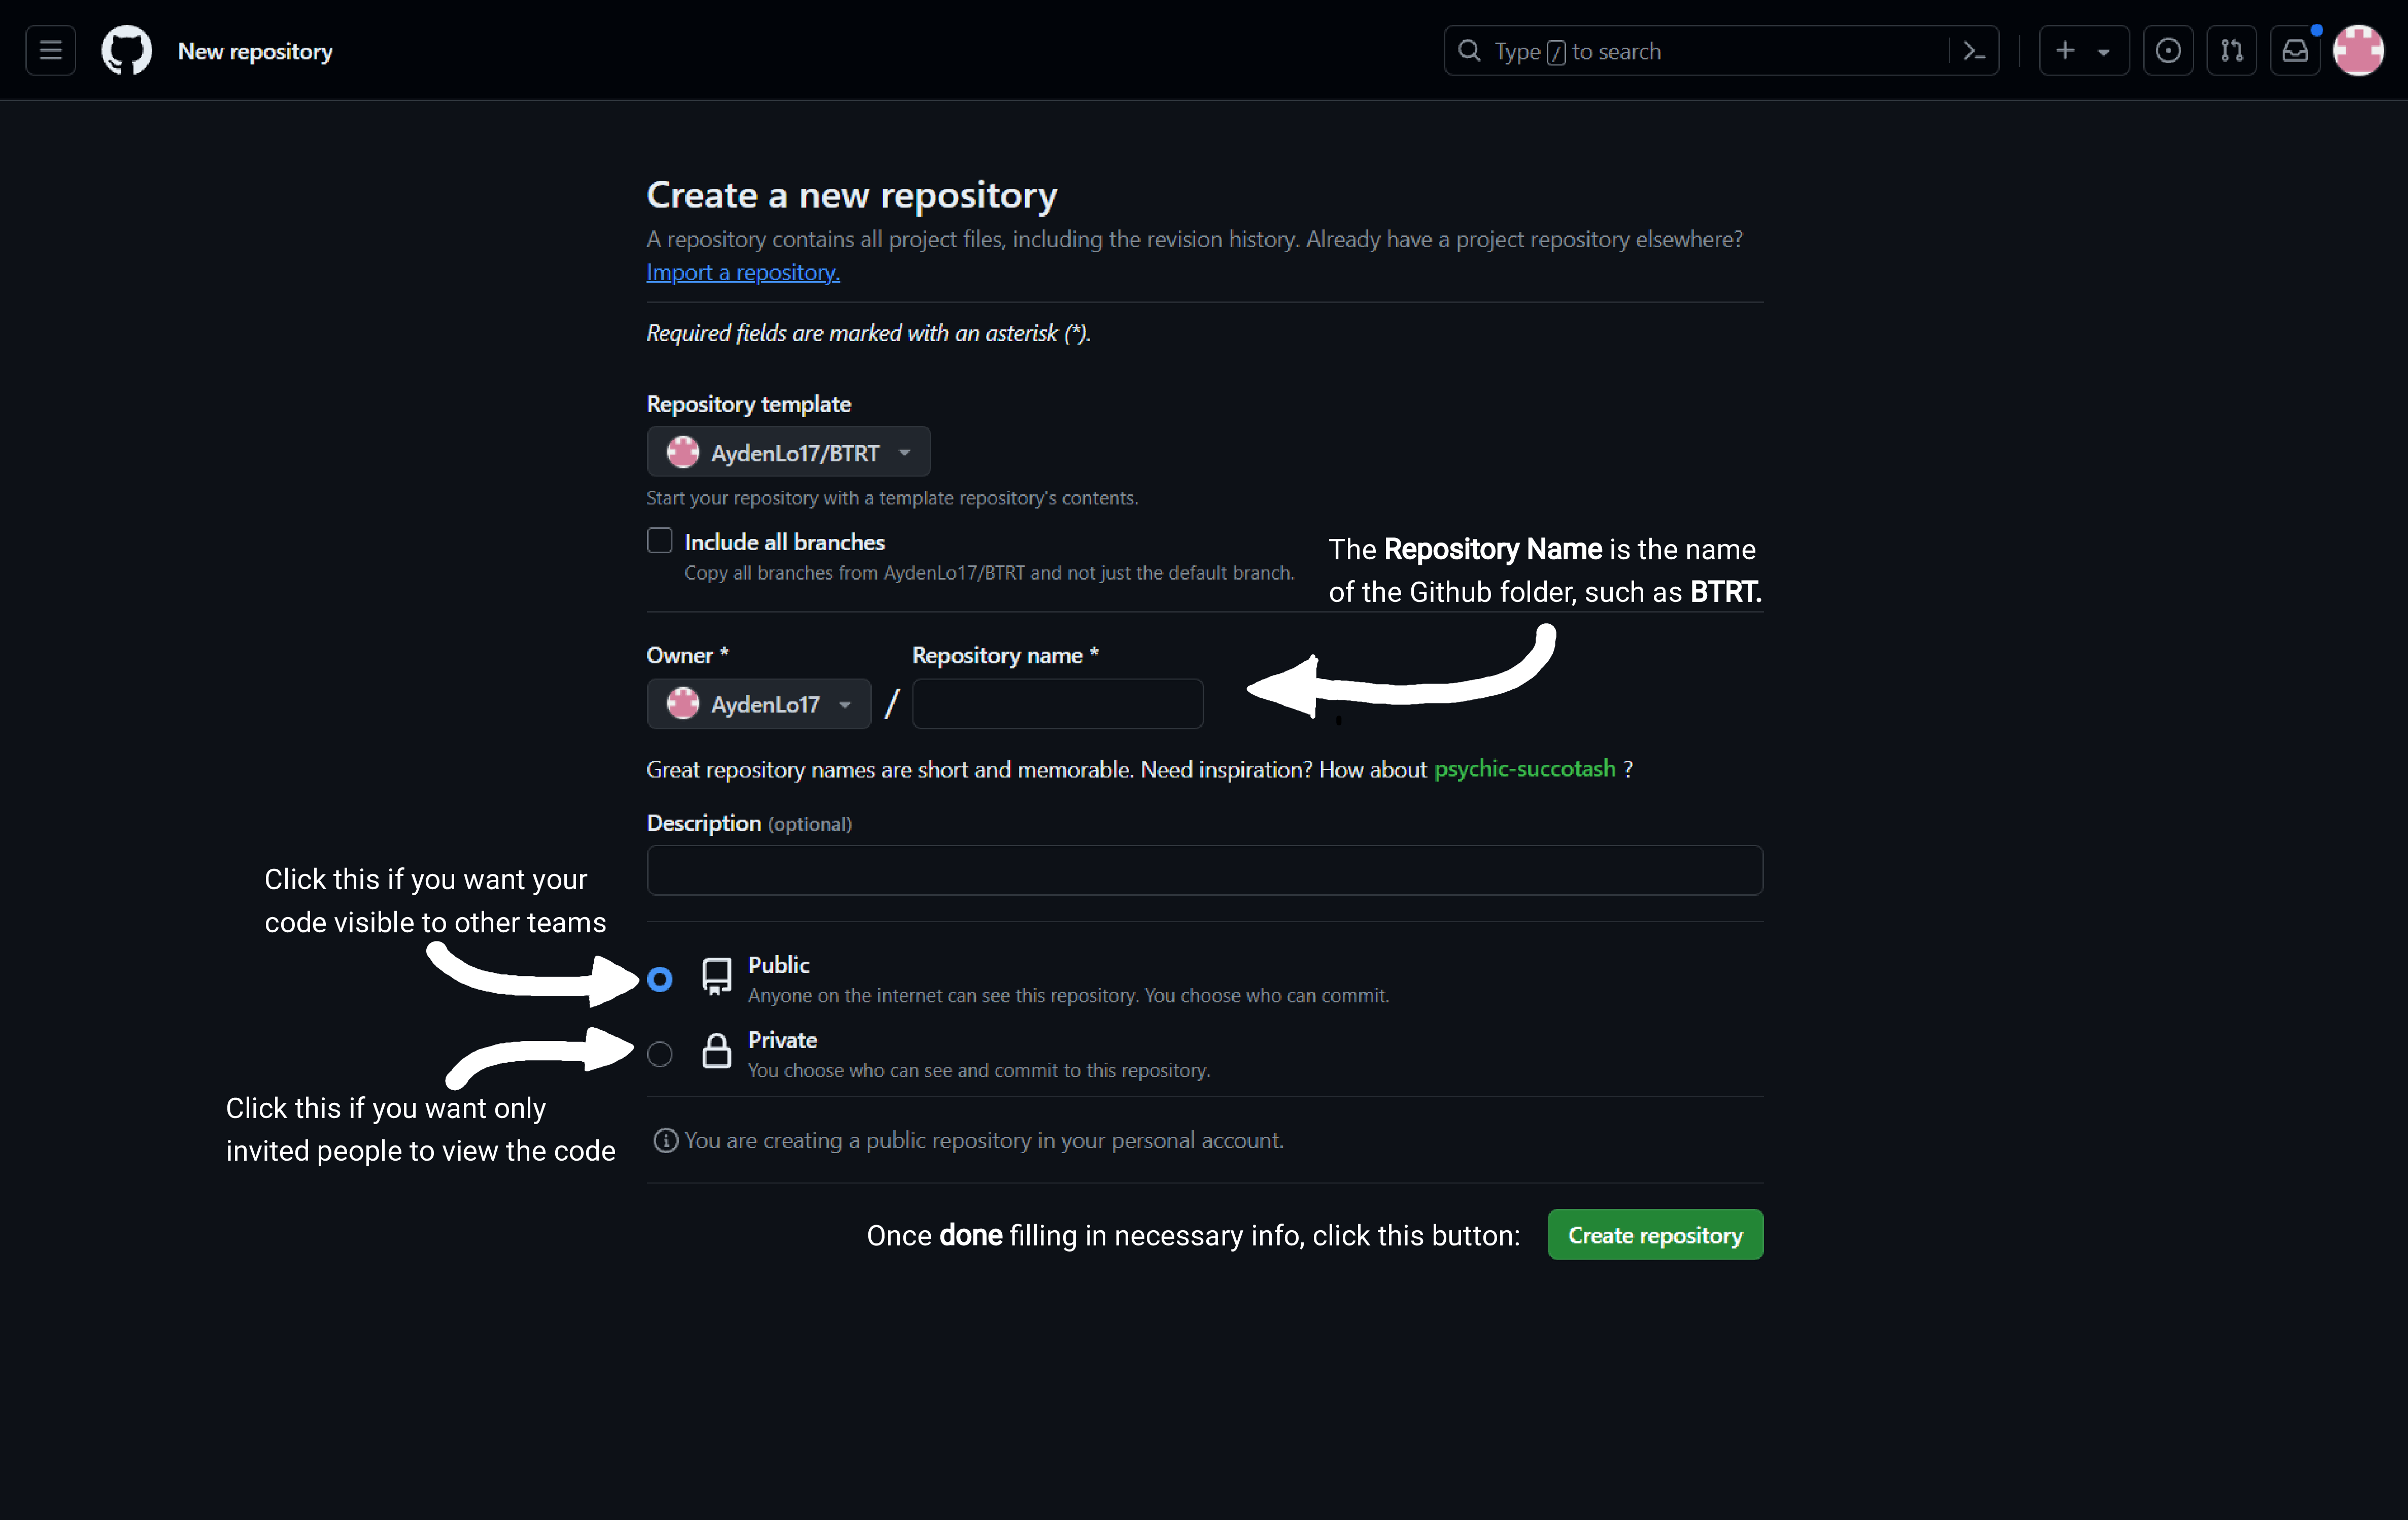 New repository
Type / to search
Create a new repository
A repository contains all project files, including the revision history. Already have a project repository elsewhere?
Import a repository.
Required fields are marked with an asterisk (*).
Repository template
AydenLo17/BTRT
Start your repository with a template repository's contents.
Include all branches
Copy all branches from AydenLo17/BTRT and not just the default branch.
The Repository Name is the name
of the Github folder, such as BTRT.
Owner *
Repository name *
AydenLo17 /
Great repository names are short and memorable. Need inspiration? How about psychic-succotash ?
Description (optional)
Click this if you want your
code visible to other teams
Public
Anyone on the internet can see this repository. You choose who can commit.
Private
You choose who can see and commit to this repository.
Click this if you want only
invited people to view the code
You are creating a public repository in your personal account.
Once done filling in necessary info, click this button:
Create repository